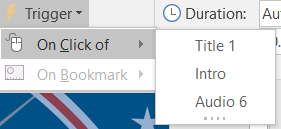 Trigger
Duration:
On Click of
Title 1
On Bookmark
Intro
Audio 6